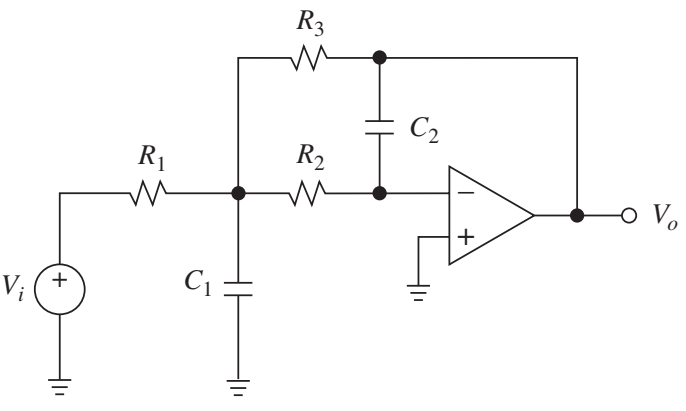 R3
C2
R1
R2
−
+
Vo
Vi
+
C1